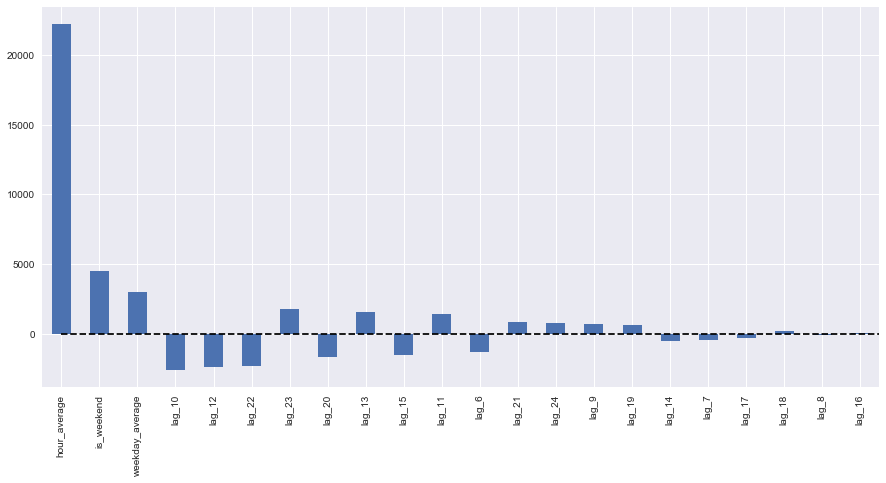 20000
15000
10000
5000
0
hour_average
is_weekend
weekday_average
lag_10
lag_12
lag_22
lag_23
lag_20
lag_13
lag_15
lag_11
lag_6
lag_21
lag_24
lag_9
lag_19
lag_14
lag_7
lag_17
lag_18
lag_8
lag_16